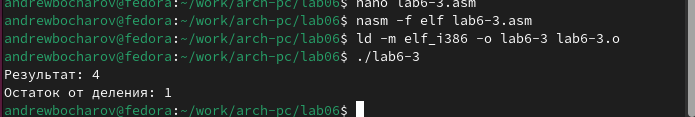 andrewbocharov@fedora:~/work/arch-pc/lab06$ nano lab6-3.asm
andrewbocharov@fedora:~/work/arch-pc/lab06$ nasm -f elf lab6-3.asm
andrewbocharov@fedora:~/work/arch-pc/lab06$ ld -m elf_i386 -o lab6-3 lab6-3.o
andrewbocharov@fedora:~/work/arch-pc/lab06$ ./lab6-3
Результат: 4
Остаток от деления: 1
andrewbocharov@fedora:~/work/arch-pc/lab06$